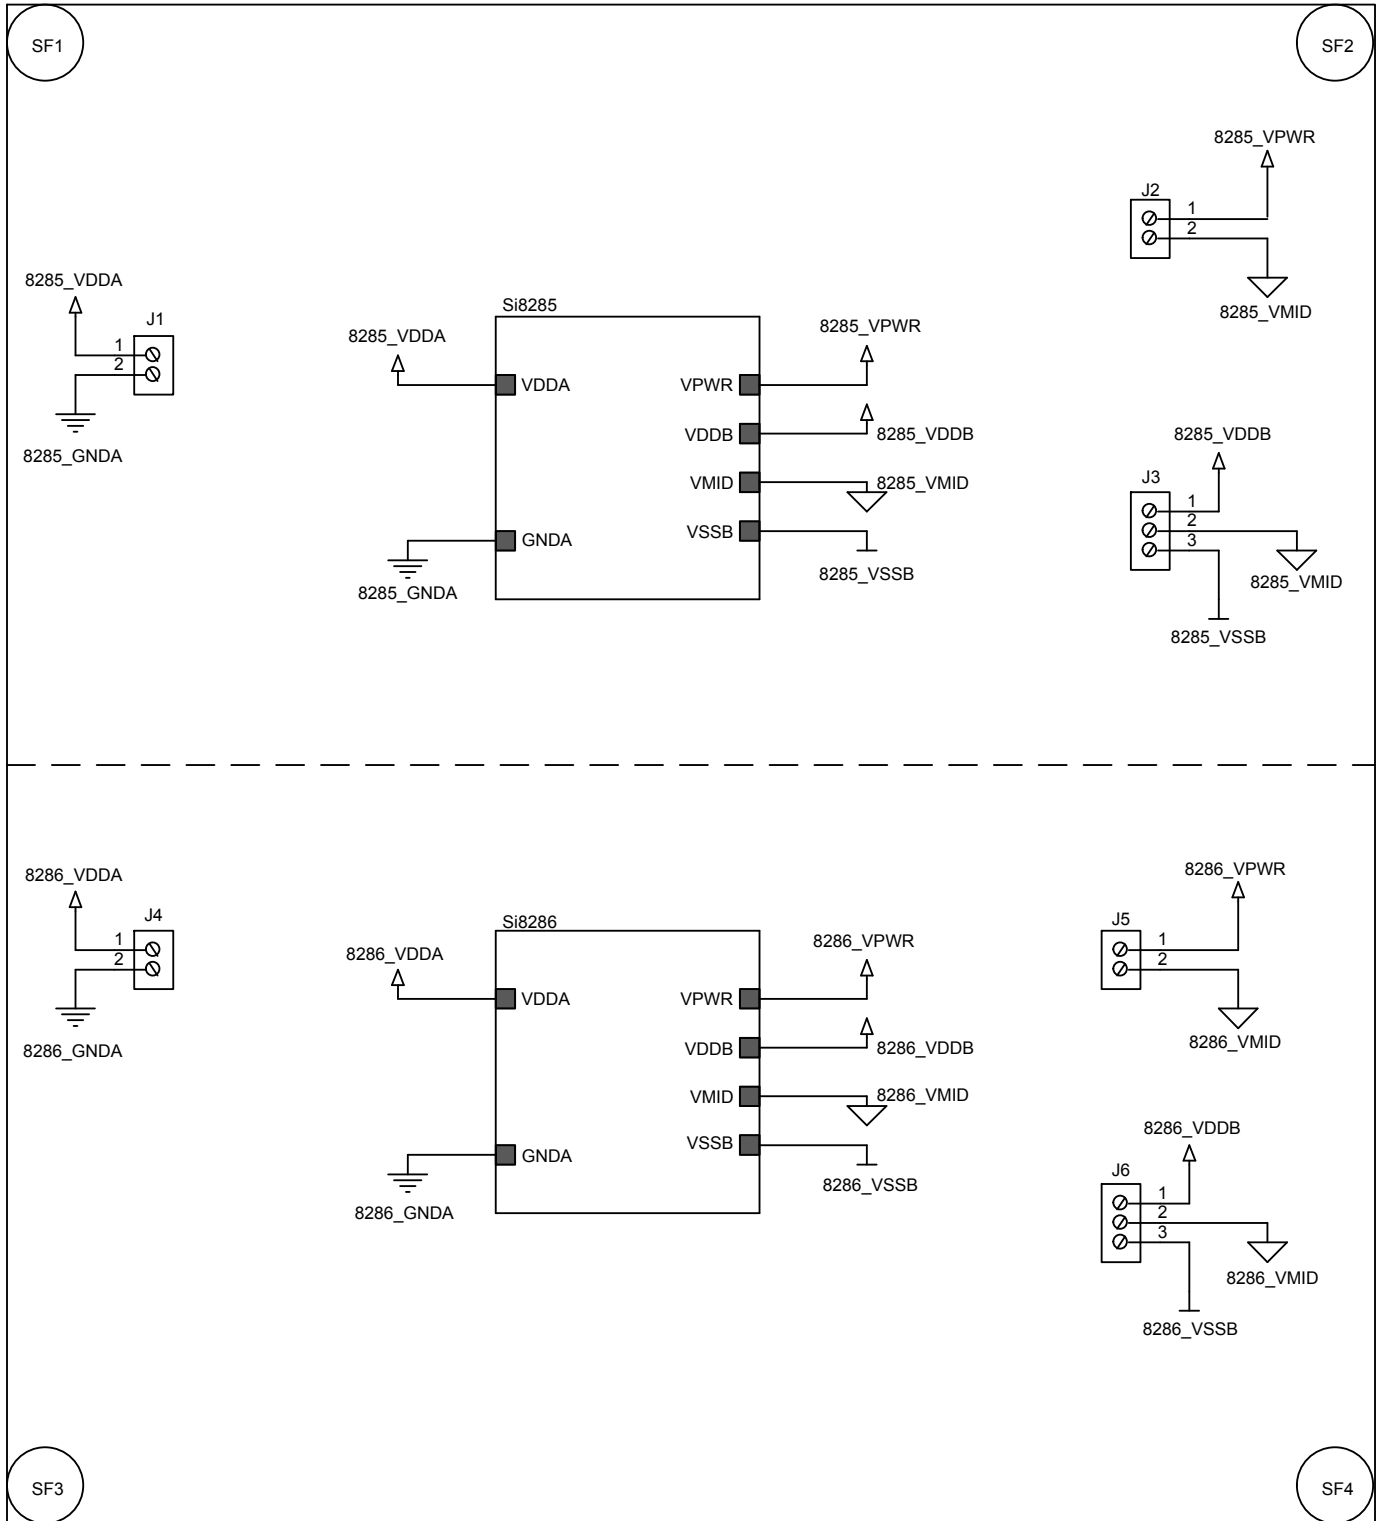 SF1
SF2
8285_VPWR
J2
1
2
8285_VMID
8285_VDDA
J1
1
2
8285_GNDA
Si8285
8285_VDDA
VDDA
GNDA
8285_GNDA
VPWR
VDDB
VMID
VSSB
8285_VPWR
8285_VDDB
8285_VMID
8285_VSSB
8285_VDDB
J3
1
2
3
8285_VMID
8285_VSSB
8286_VDDA
J4
1
2
8286_GNDA
Si8286
8286_VDDA
VDDA
GNDA
8286_GNDA
VPWR
VDDB
VMID
VSSB
8286_VPWR
8286_VDDB
8286_VMID
8286_VSSB
8286_VPWR
J5
1
2
8286_VMID
8286_VDDB
J6
1
2
3
8286_VMID
8286_VSSB
SF3
SF4